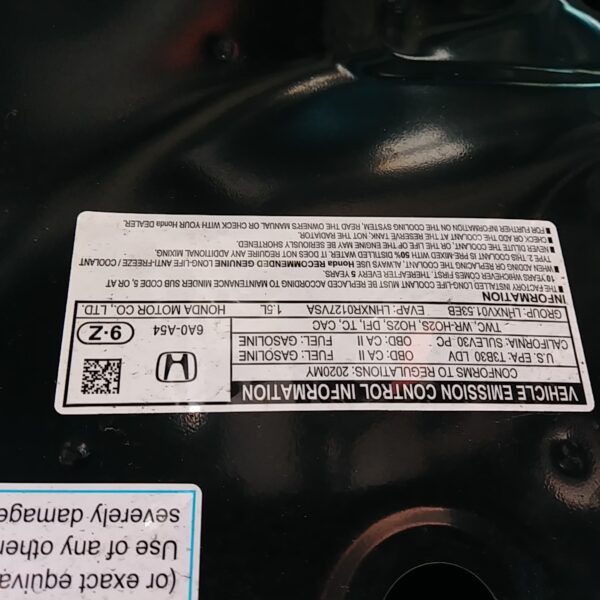 VEHICLE EMISSION CONTROL INFORMATION
CONFORMS TO REGULATIONS: 2020MY
U.S. EPA: T3B30 LDV OBD: CA II FUEL: GASOLINE
CALIFORNIA: SULEV30 PC OBD: CA II FUEL: GASOLINE
TWC, WR-HO2S, HO2S, DFI, TC, CAC
GROUP: LHNXV01.53EB EVAP: LHNXR0127VSA 1.5L
6A0-A54
9-Z
HONDA MOTOR CO., LTD.
INFORMATION
■ THE FACTORY INSTALLED LONG-LIFE COOLANT MUST BE REPLACED ACCORDING TO MAINTENANCE MINDER SUB CODE 5, OR AT
10 YEARS, WHICHEVER COMES FIRST. THEREAFTER EVERY 5 YEARS.
■ WHEN ADDING OR REPLACING THE COOLANT, ALWAYS USE Honda RECOMMENDED GENUINE LONG-LIFE ANTI-FREEZE / COOLANT
TYPE 2. THIS COOLANT IS PRE-MIXED WITH 50% DISTILLED WATER. IT DOES NOT REQUIRE ANY ADDITIONAL MIXING.
■ NEVER DILUTE THE COOLANT, OR THE LIFE OF THE ENGINE MAY BE SERIOUSLY SHORTENED.
■ CHECK OR ADD COOLANT AT THE RESERVE TANK, NOT THE RADIATOR.
■ FOR FURTHER INFORMATION ON THE COOLING SYSTEM, READ THE OWNER'S MANUAL OR CHECK WITH YOUR Honda DEALER.
(or exact equiva
Use of any other
severely damage